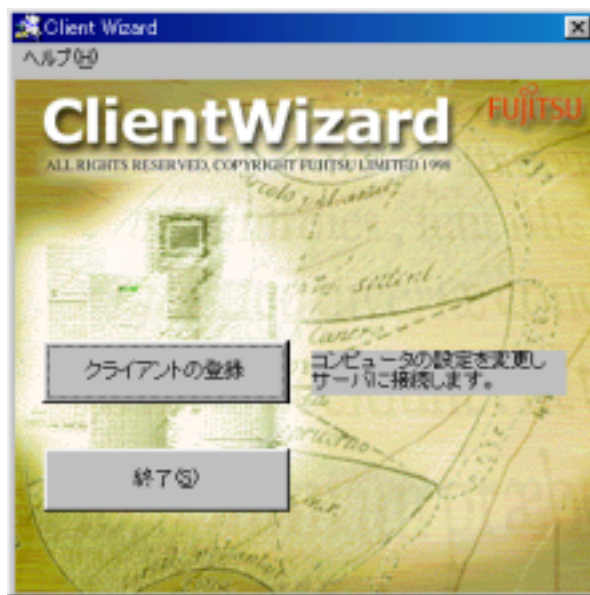 Client Wizard
ヘルプ(H)
ClientWizard
FUJITSU
ALL RIGHTS RESERVED, COPYRIGHT FUJITSU LIMITED 1998
クライアントの登録
コンピュータの設定を変更し
サーバに接続します。
終了(S)